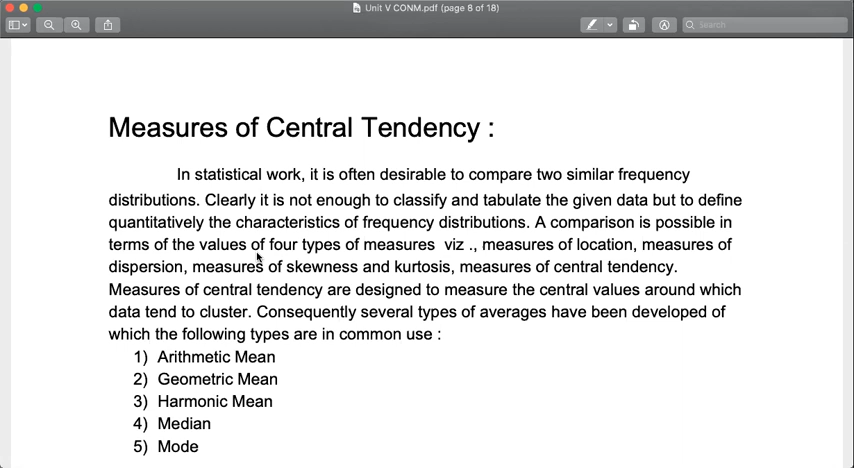 Unit V CONM.pdf (page 8 of 18)
Search
Measures of Central Tendency :
In statistical work, it is often desirable to compare two similar frequency
distributions. Clearly it is not enough to classify and tabulate the given data but to define
quantitatively the characteristics of frequency distributions. A comparison is possible in
terms of the values of four types of measures viz ., measures of location, measures of
dispersion, measures of skewness and kurtosis, measures of central tendency.
Measures of central tendency are designed to measure the central values around which
data tend to cluster. Consequently several types of averages have been developed of
which the following types are in common use :
1) Arithmetic Mean
2) Geometric Mean
3) Harmonic Mean
4) Median
5) Mode